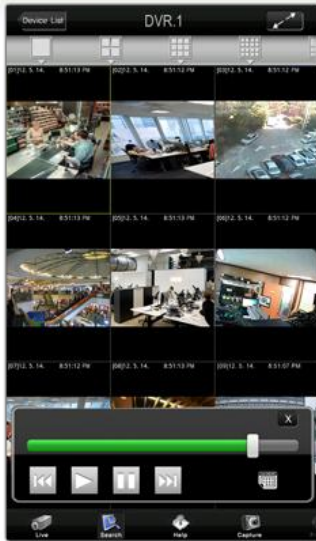 Device List DVR.1
[01]12. 5. 14. 8:51:13 PM [02]12. 5. 14. 8:51:12 PM [03]12. 5. 14. 8:51:12 PM
[04]12. 5. 14. 8:51:13 PM [05]12. 5. 14. 8:51:13 PM [06]12. 5. 14. 8:51:12 PM
[07]12. 5. 14. 8:51:12 PM [08]12. 5. 14. 8:51:13 PM [09]12. 5. 14. 8:51:07 PM
X
Live Search Help Capture